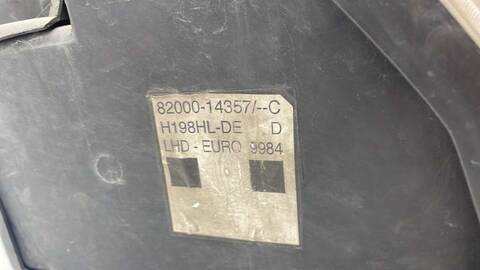 82000-14357/--C
H198HL-DE D
LHD - EURO 9984